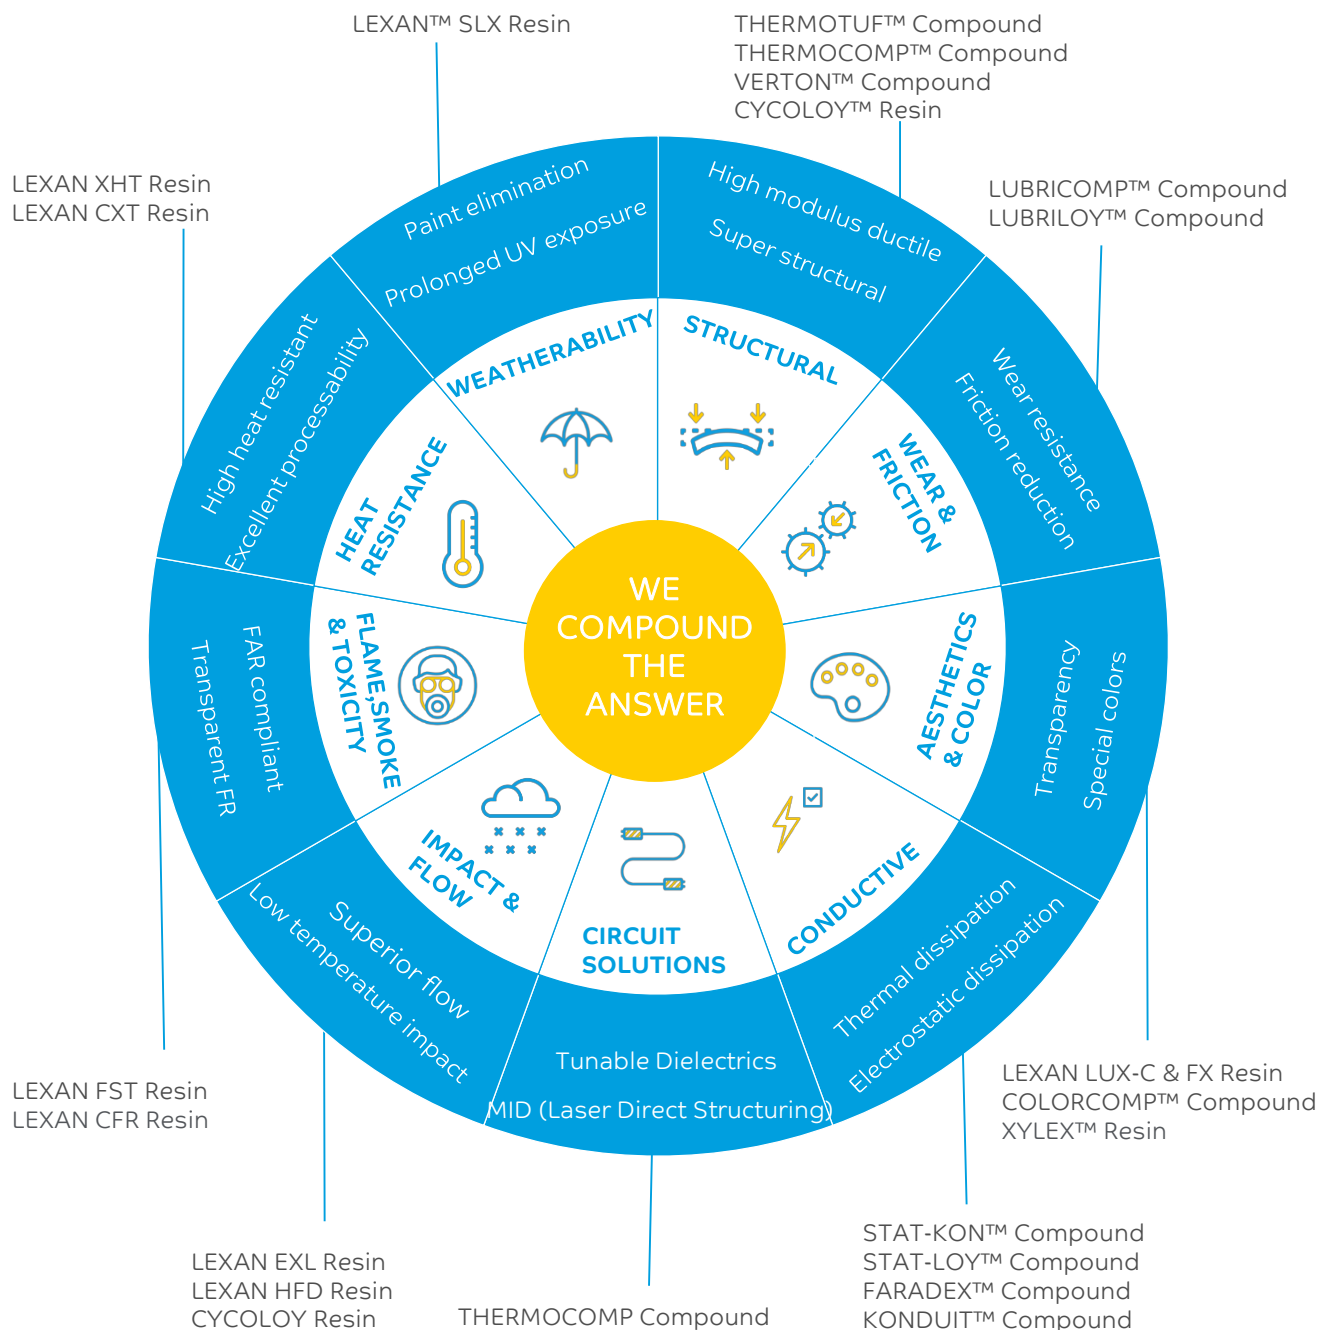 LEXAN™ SLX Resin
THERMOTUF™ Compound
THERMOCOMP™ Compound
VERTON™ Compound
CYCOLOY™ Resin
LEXAN XHT Resin
LEXAN CXT Resin
LUBRICOMP™ Compound
LUBRILOY™ Compound
Paint elimination
Prolonged UV exposure
High modulus ductile
Super structural
High heat resistant
Excellent processability
Wear resistance
Friction reduction
WEATHERABILITY
STRUCTURAL
HEAT
RESISTANCE
WEAR &
FRICTION
WE
COMPOUND
THE
ANSWER
FLAME,SMOKE
& TOXICITY
AESTHETICS
& COLOR
FAR compliant
Transparent FR
Transparency
Special colors
IMPACT &
FLOW
CIRCUIT
SOLUTIONS
CONDUCTIVE
Superior flow
Low temperature impact
Tunable Dielectrics
MID (Laser Direct Structuring)
Thermal dissipation
Electrostatic dissipation
LEXAN FST Resin
LEXAN CFR Resin
LEXAN LUX-C & FX Resin
COLORCOMP™ Compound
XYLEX™ Resin
LEXAN EXL Resin
LEXAN HFD Resin
CYCOLOY Resin
THERMOCOMP Compound
STAT-KON™ Compound
STAT-LOY™ Compound
FARADEX™ Compound
KONDUIT™ Compound